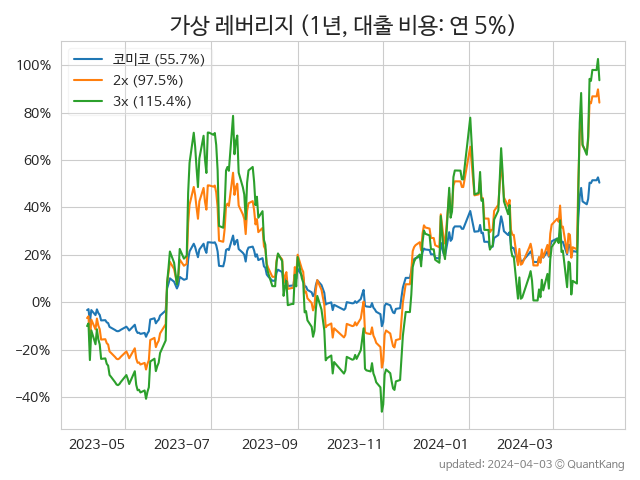 가상 레버리지 (1년, 대출 비용: 연 5%)
코미코 (55.7%)
2x (97.5%)
3x (115.4%)
100%
80%
60%
40%
20%
0%
−20%
−40%
2023-05
2023-07
2023-09
2023-11
2024-01
2024-03
updated: 2024-04-03 © QuantKang